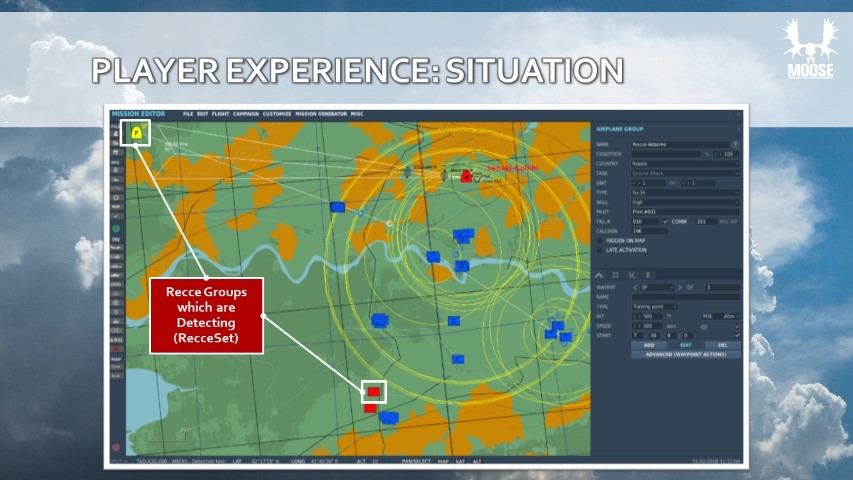 PLAYER EXPERIENCE: SITUATION
MOOSE
MISSION EDITOR
FILE EDIT FLIGHT CAMPAIGN CUSTOMIZE MISSION GENERATOR MISC
AIRPLANE GROUP
NAME Recce Airborne
CONDITION % 100
COUNTRY Russia
TASK Ground Attack
UNIT 1 OF 1
TYPE Su-34
SKILL High
PILOT Pilot #001
TAIL # 010 COMM 251
CALLSIGN 106
HIDDEN ON MAP
LATE ACTIVATION
WAYPNT OF 3
NAME
TYPE Turning point
ALT 500
SPEED 500
START 7
ADD EDIT DEL
ADVANCED (WAYPOINT ACTIONS)
Senaki-Kolkhi
Recce Groups
which are
Detecting
(RecceSet)
MAP
LAT LONG ALT PAN/SELECT MAP SAT ALT